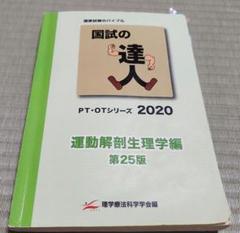 国家試験のバイブル
国試の
達人
PT・OTシリーズ 2020
運動解剖生理学編
第25版
理学療法科学学会編